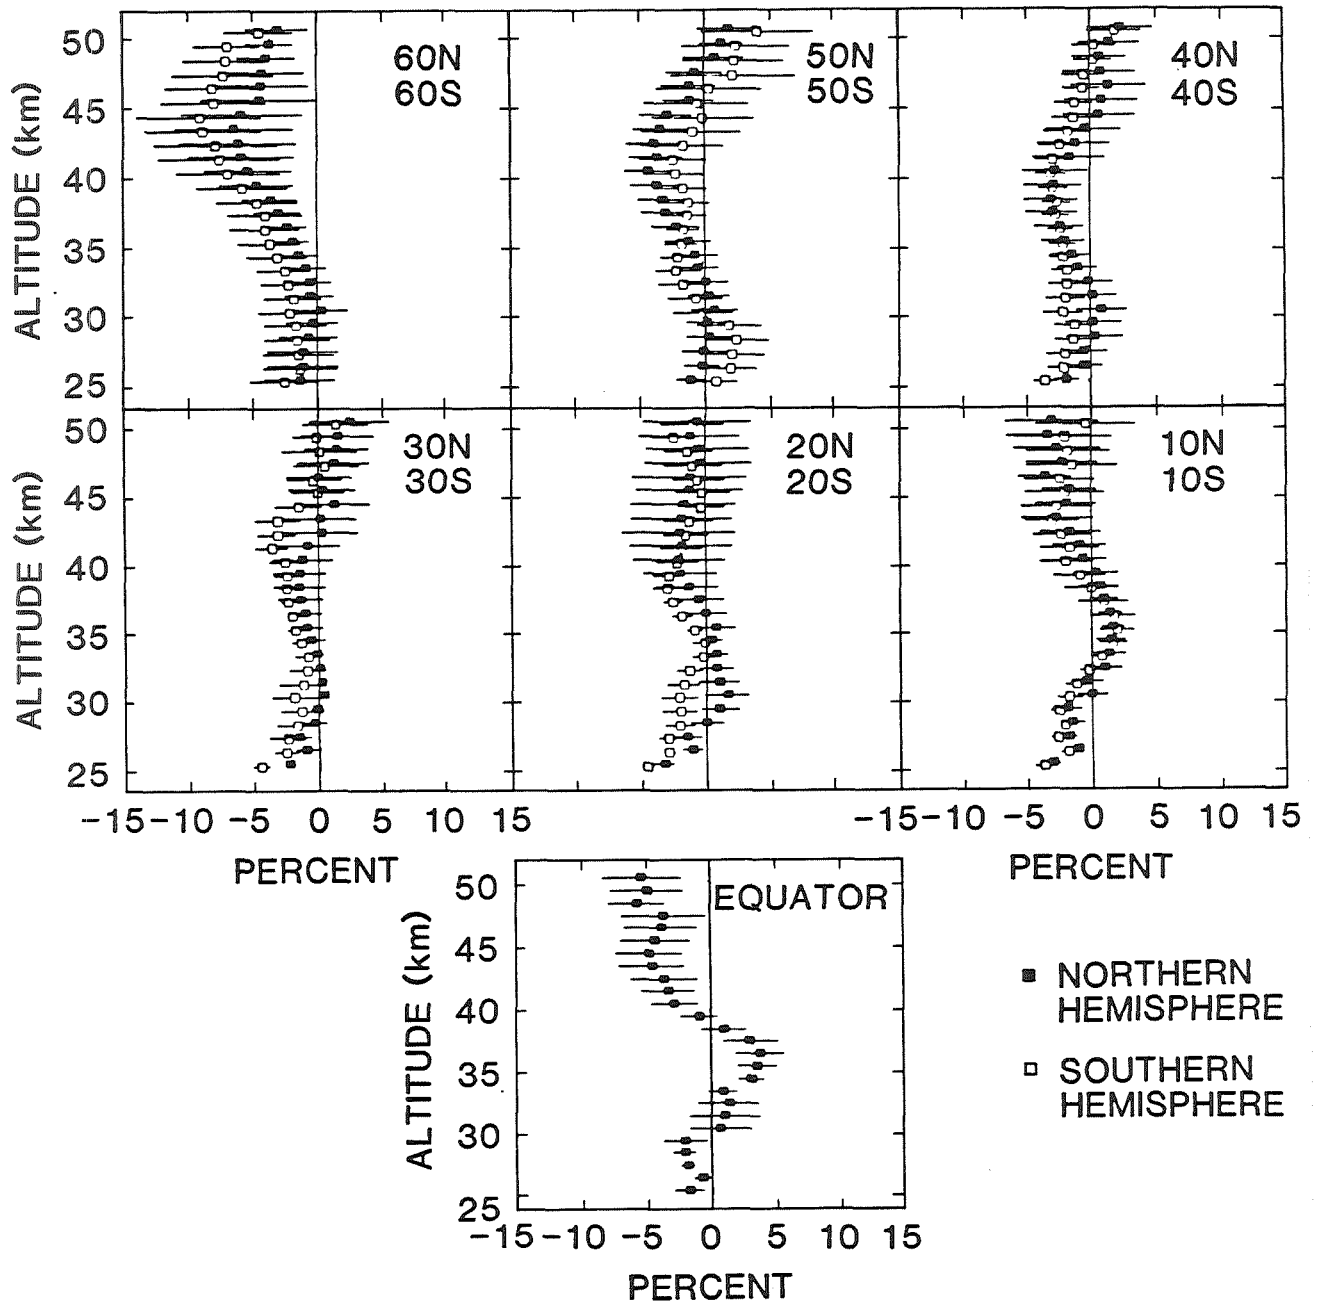 ALTITUDE (km)
50
45
40
35
30
25
60N
60S
50N
50S
40N
40S
ALTITUDE (km)
50
45
40
35
30
25
30N
30S
20N
20S
10N
10S
-15 -10 -5 0 5 10 15
-15 -10 -5 0 5 10 15
PERCENT
PERCENT
ALTITUDE (km)
50
45
40
35
30
25
EQUATOR
-15 -10 -5 0 5 10 15
PERCENT
NORTHERN
HEMISPHERE
SOUTHERN
HEMISPHERE